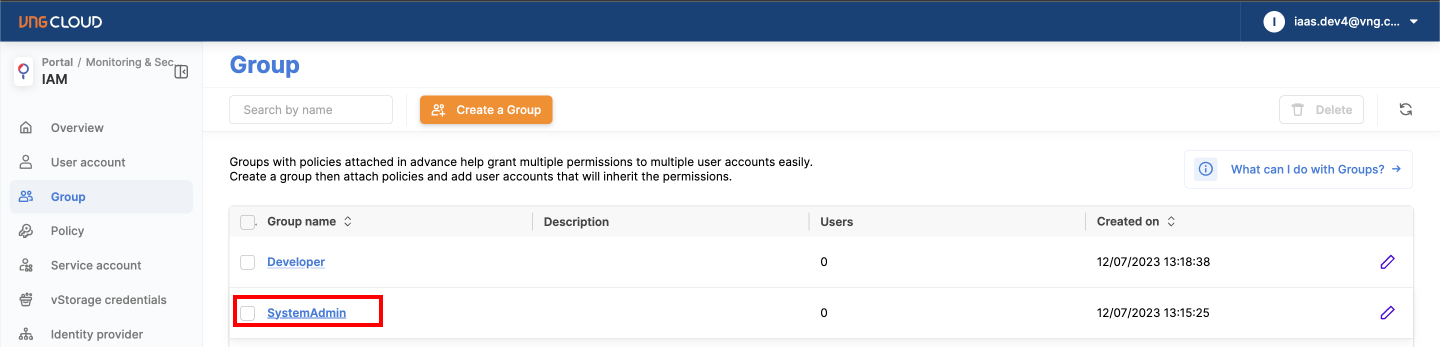 VNG CLOUD
I iaas.dev4@vng.c...
Portal / Monitoring & Sec
IAM
Group
Search by name
Create a Group
Delete
Overview
User account
Group
Policy
Service account
vStorage credentials
Identity provider
Groups with policies attached in advance help grant multiple permissions to multiple user accounts easily.
Create a group then attach policies and add user accounts that will inherit the permissions.
What can I do with Groups?
Group name Description Users Created on
Developer 0 12/07/2023 13:18:38
SystemAdmin 0 12/07/2023 13:15:25